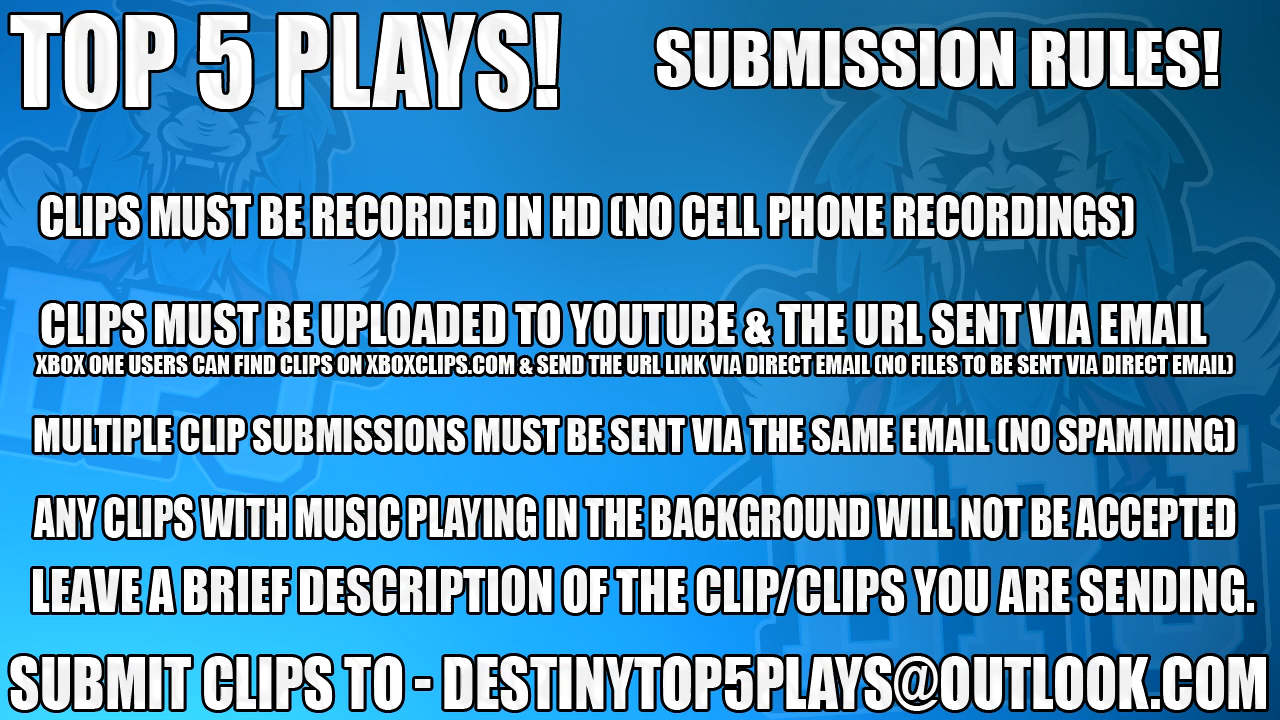 TOP 5 PLAYS!
SUBMISSION RULES!
CLIPS MUST BE RECORDED IN HD (NO CELL PHONE RECORDINGS)
CLIPS MUST BE UPLOADED TO YOUTUBE & THE URL SENT VIA EMAIL
XBOX ONE USERS CAN FIND CLIPS ON XBOXCLIPS.COM & SEND THE URL LINK VIA DIRECT EMAIL (NO FILES TO BE SENT VIA DIRECT EMAIL)
MULTIPLE CLIP SUBMISSIONS MUST BE SENT VIA THE SAME EMAIL (NO SPAMMING)
ANY CLIPS WITH MUSIC PLAYING IN THE BACKGROUND WILL NOT BE ACCEPTED
LEAVE A BRIEF DESCRIPTION OF THE CLIP/CLIPS YOU ARE SENDING.
SUBMIT CLIPS TO - DESTINYTOP5PLAYS@OUTLOOK.COM